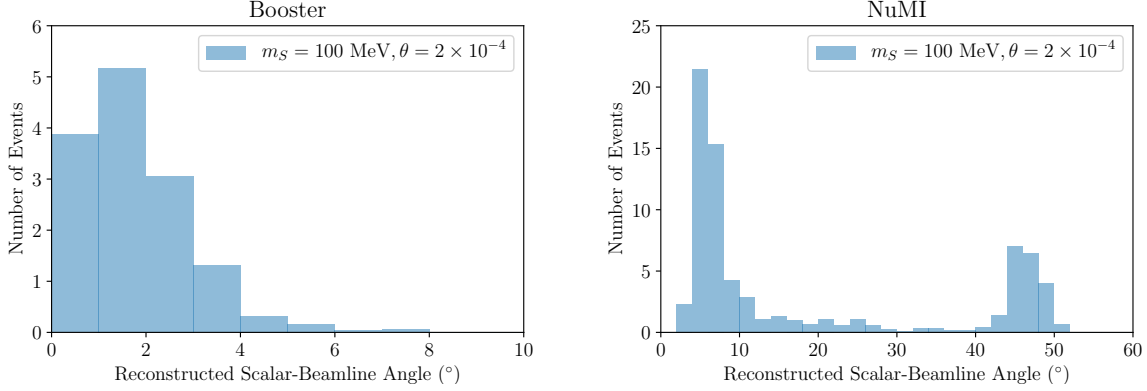 Booster
6
5
4
3
2
1
0
Number of Events
m_S = 100 MeV, θ = 2 × 10⁻⁴
0 2 4 6 8 10
Reconstructed Scalar-Beamline Angle (°)
NuMI
25
20
15
10
5
0
Number of Events
m_S = 100 MeV, θ = 2 × 10⁻⁴
0 10 20 30 40 50 60
Reconstructed Scalar-Beamline Angle (°)